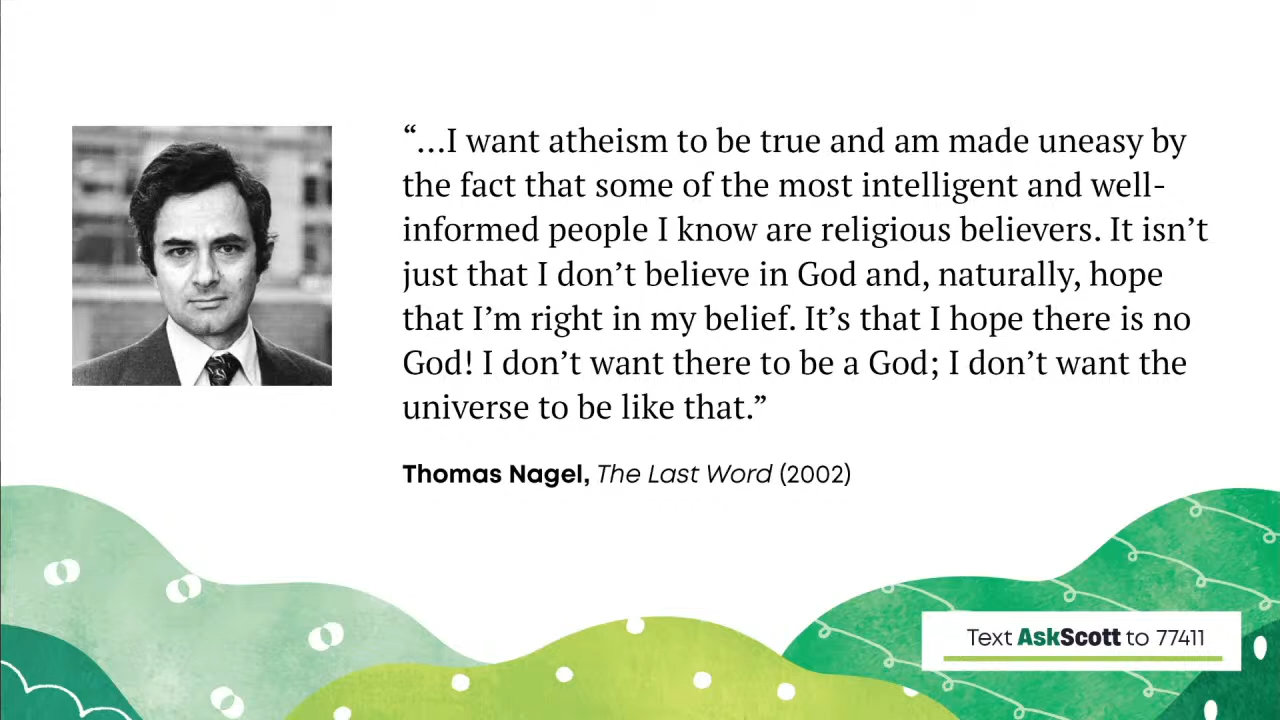 “…I want atheism to be true and am made uneasy by
the fact that some of the most intelligent and well-
informed people I know are religious believers. It isn’t
just that I don’t believe in God and, naturally, hope
that I’m right in my belief. It’s that I hope there is no
God! I don’t want there to be a God; I don’t want the
universe to be like that.”
Thomas Nagel, The Last Word (2002)
Text AskScott to 77411